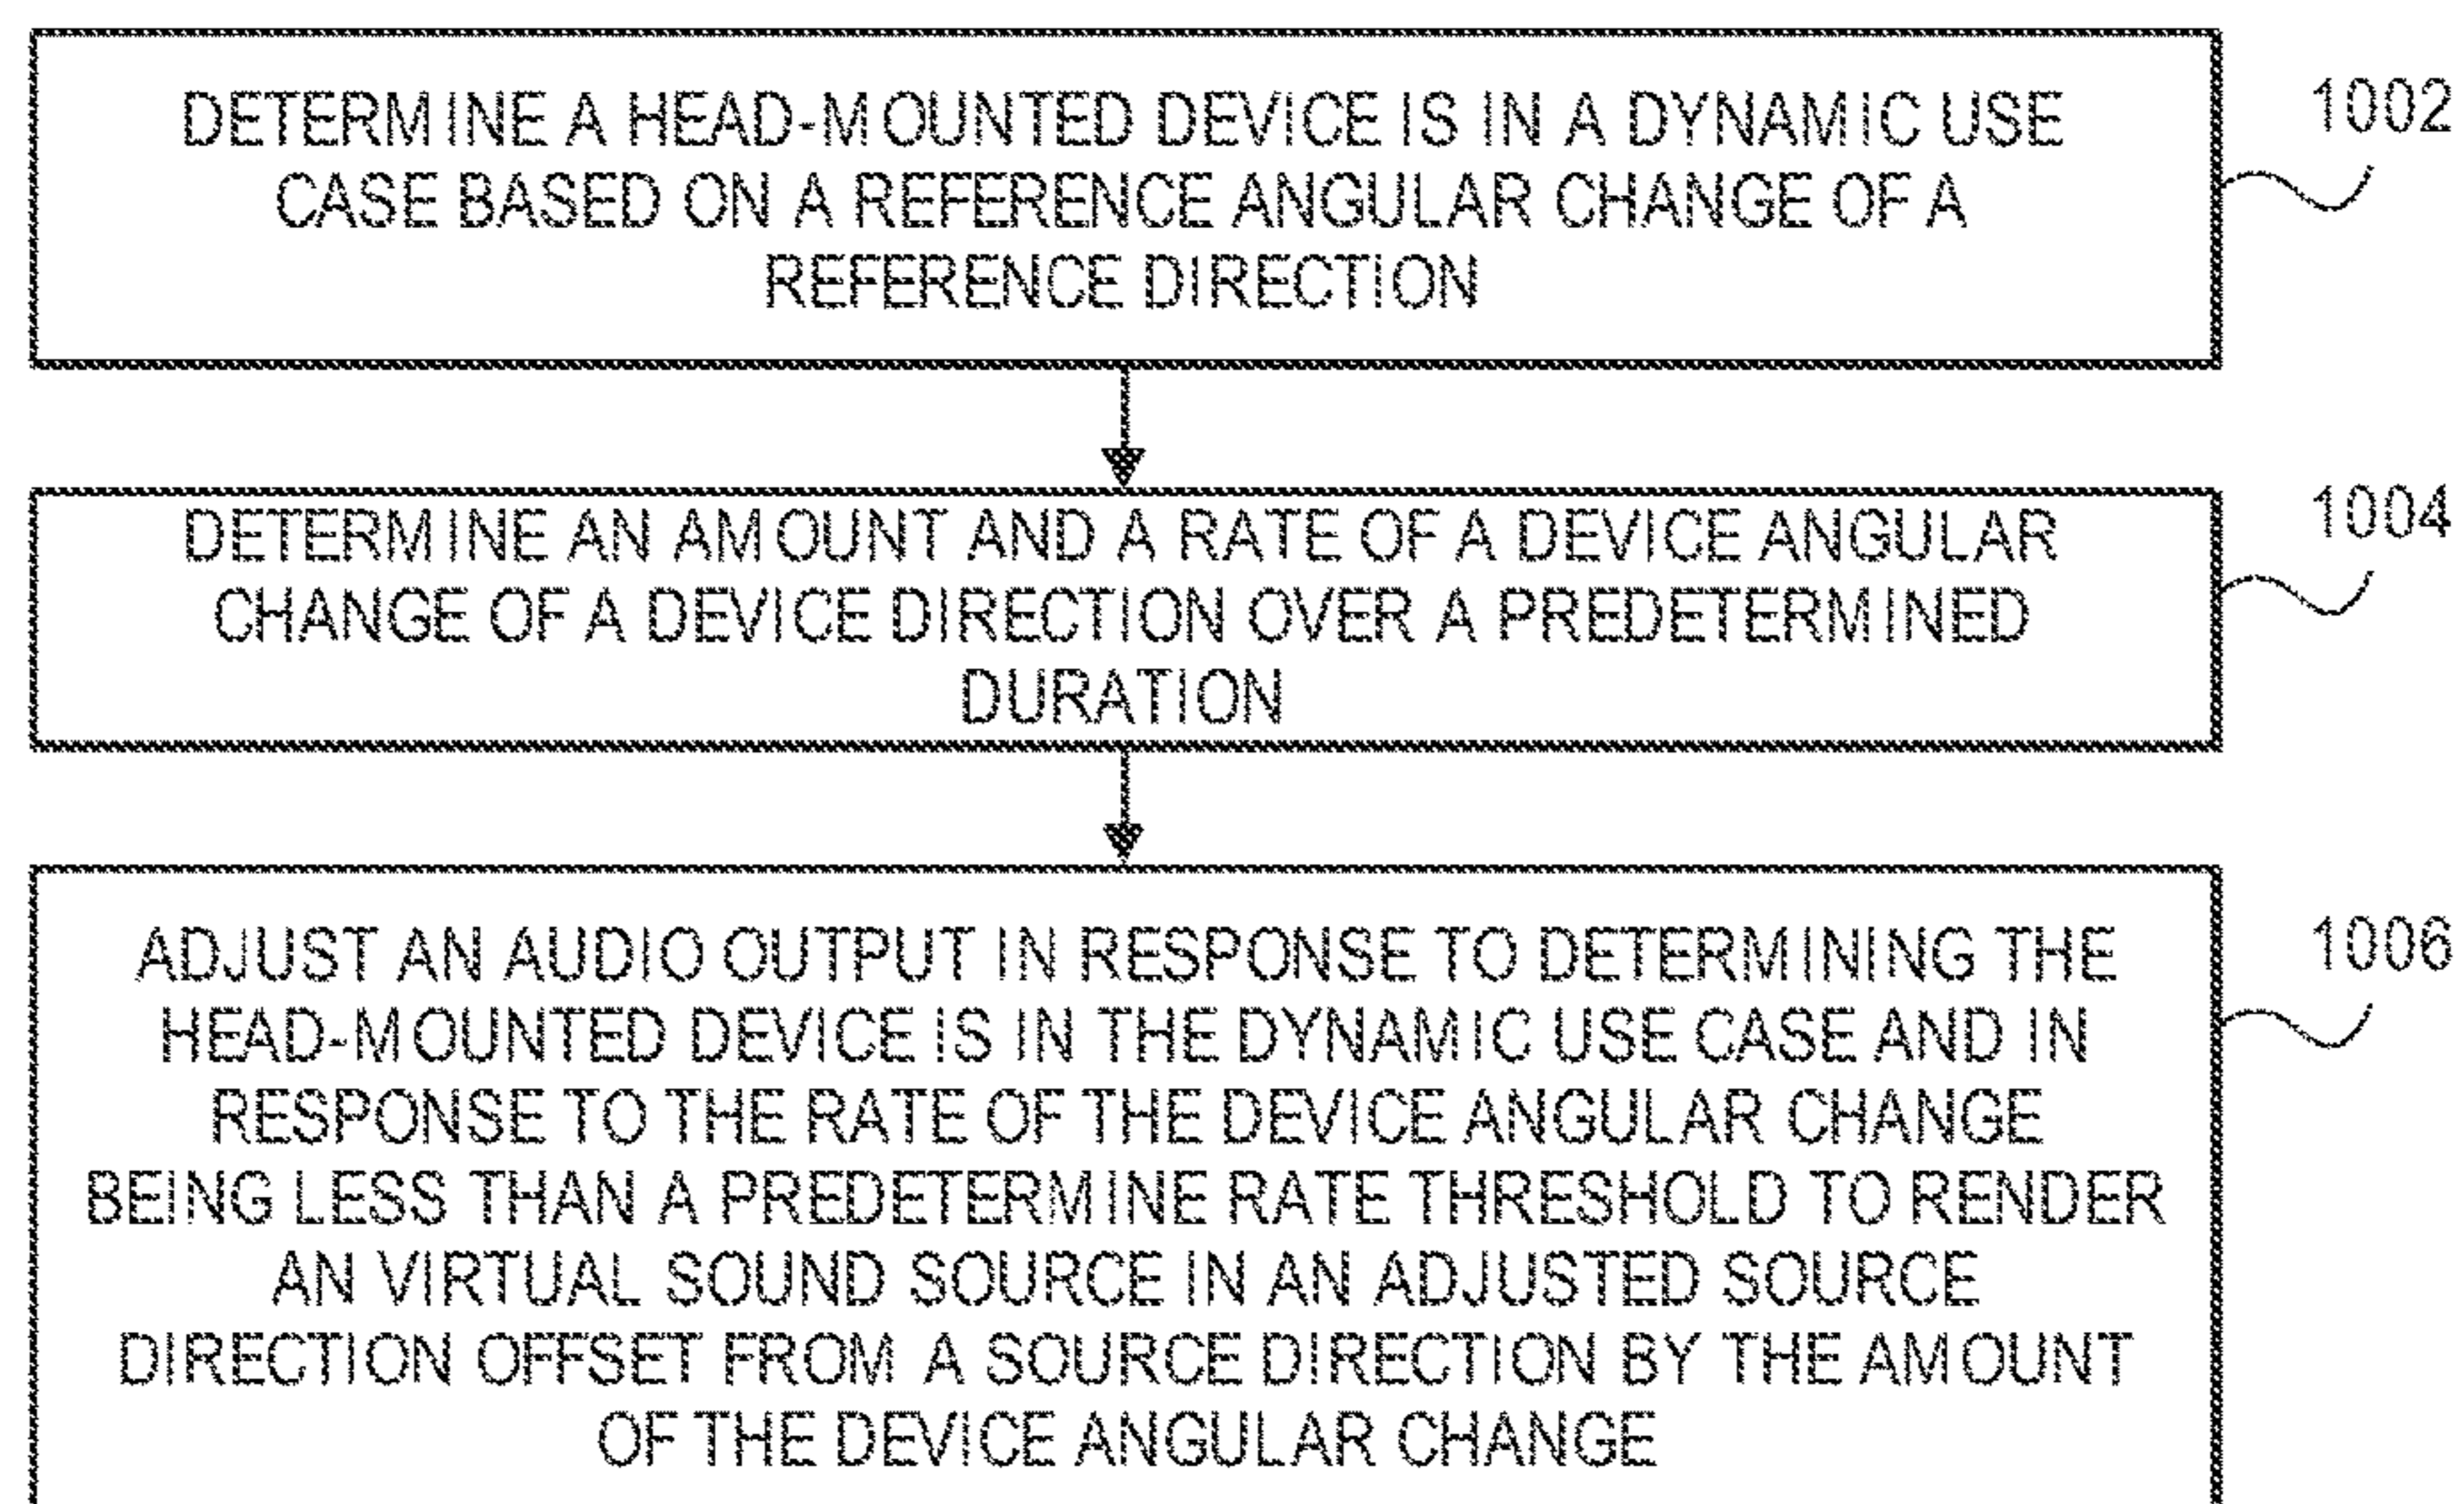 DETERMINE A HEAD-MOUNTED DEVICE IS IN A DYNAMIC USE
CASE BASED ON A REFERENCE ANGULAR CHANGE OF A
REFERENCE DIRECTION
1002
DETERMINE AN AMOUNT AND A RATE OF A DEVICE ANGULAR
CHANGE OF A DEVICE DIRECTION OVER A PREDETERMINED
DURATION
1004
ADJUST AN AUDIO OUTPUT IN RESPONSE TO DETERMINING THE
HEAD-MOUNTED DEVICE IS IN THE DYNAMIC USE CASE AND IN
RESPONSE TO THE RATE OF THE DEVICE ANGULAR CHANGE
BEING LESS THAN A PREDETERMINE RATE THRESHOLD TO RENDER
AN VIRTUAL SOUND SOURCE IN AN ADJUSTED SOURCE
DIRECTION OFFSET FROM A SOURCE DIRECTION BY THE AMOUNT
OF THE DEVICE ANGULAR CHANGE
1006